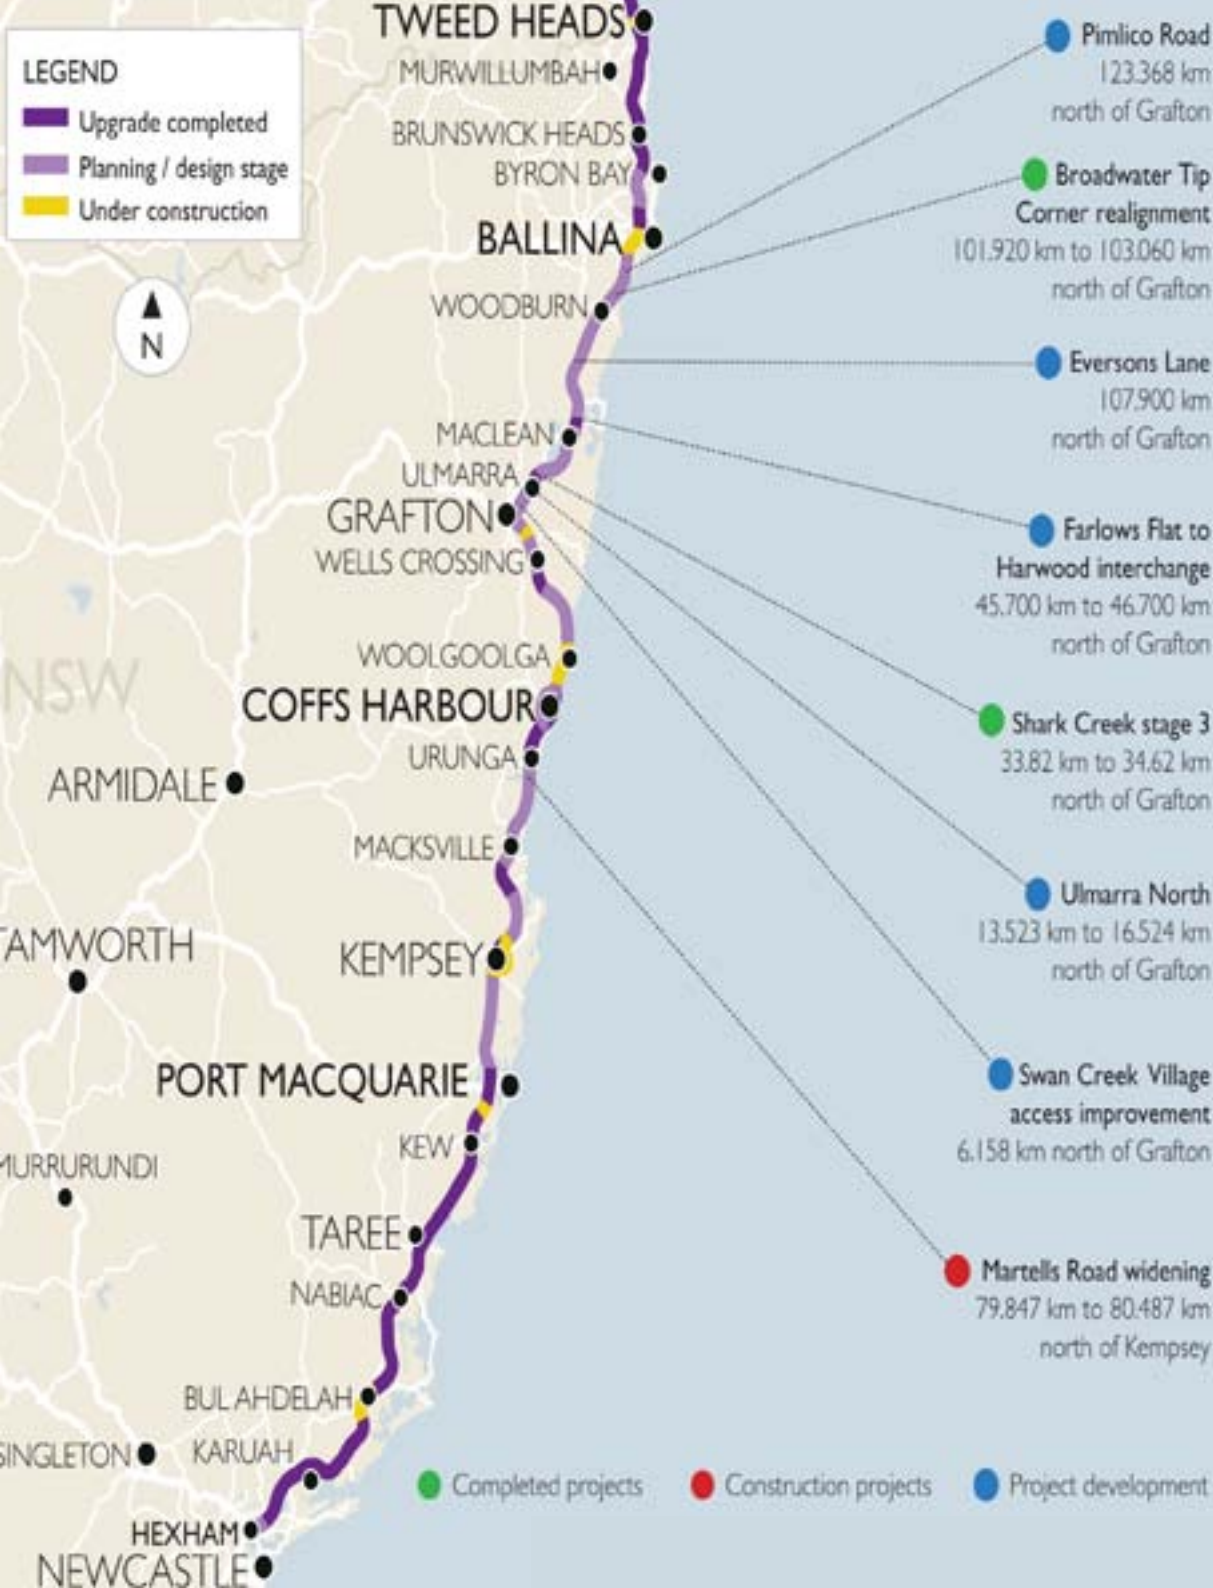 TWEED HEADS
MURWILLUMBAH
BRUNSWICK HEADS
BYRON BAY
BALLINA
WOODBURN
MACLEAN
ULMARRA
GRAFTON
WELLS CROSSING
WOOLGOOLGA
COFFS HARBOUR
URUNGA
ARMIDALE
MACKSVILLE
TAMWORTH
KEMPSEY
PORT MACQUARIE
KEW
MURRURUNDI
TAREE
NABIAC
BULAHDELAH
SINGLETON
KARUAH
HEXHAM
NEWCASTLE
NSW
LEGEND
Upgrade completed
Planning / design stage
Under construction
N
Pimlico Road
123.368 km
north of Grafton
Broadwater Tip
Corner realignment
101.920 km to 103.060 km
north of Grafton
Eversons Lane
107.900 km
north of Grafton
Farlows Flat to
Harwood interchange
45.700 km to 46.700 km
north of Grafton
Shark Creek stage 3
33.82 km to 34.62 km
north of Grafton
Ulmarra North
13.523 km to 16.524 km
north of Grafton
Swan Creek Village
access improvement
6.158 km north of Grafton
Martells Road widening
79.847 km to 80.487 km
north of Kempsey
Completed projects
Construction projects
Project development